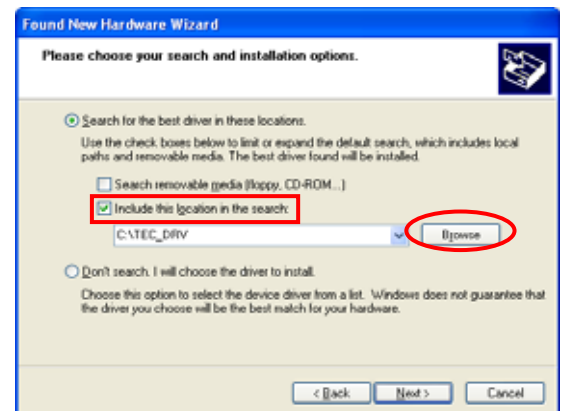 Found New Hardware Wizard
Please choose your search and installation options.
Search for the best driver in these locations.
Use the check boxes below to limit or expand the default search, which includes local
paths and removable media. The best driver found will be installed.
Search removable media (floppy, CD-ROM...)
Include this location in the search:
C:\TEC_DRV
Browse
Don't search. I will choose the driver to install.
Choose this option to select the device driver from a list. Windows does not guarantee that
the driver you choose will be the best match for your hardware.
< Back Next > Cancel